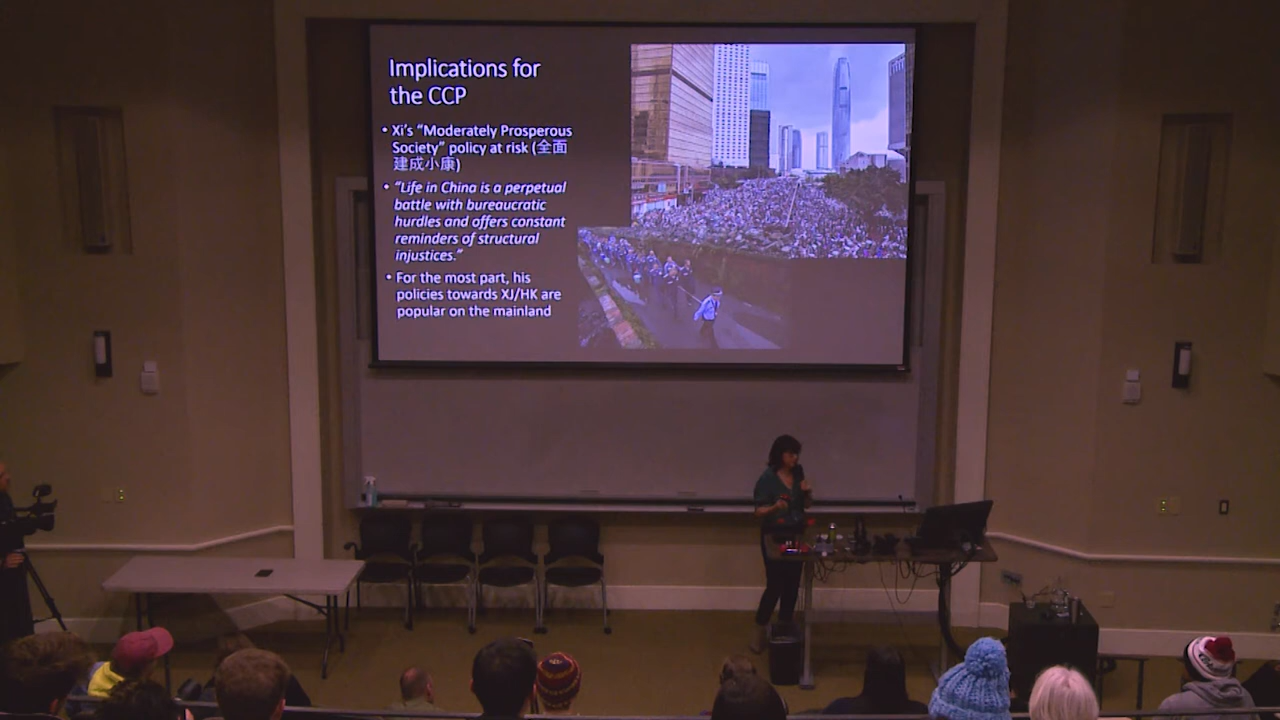 Implications for
the CCP
• Xi's “Moderately Prosperous
Society” policy at risk (全面
建成小康)
• “Life in China is a perpetual
battle with bureaucratic
hurdles and offers constant
reminders of structural
injustices.”
• For the most part, his
policies towards XJ/HK are
popular on the mainland